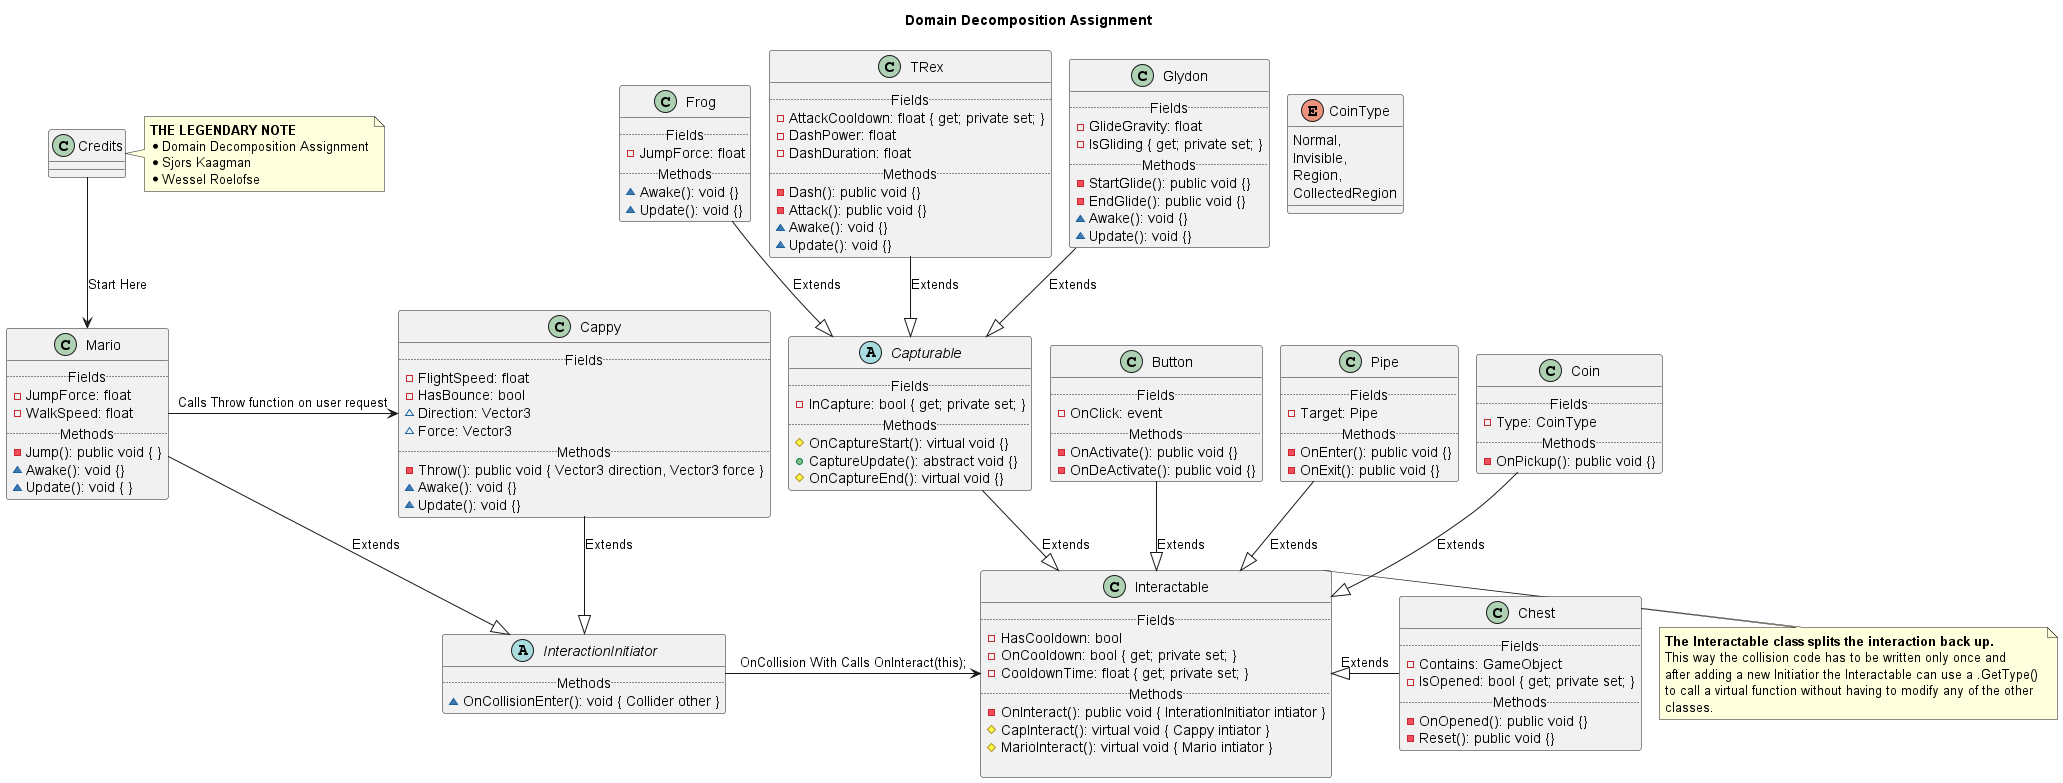 Domain Decomposition Assignment
C Credits
THE LEGENDARY NOTE
• Domain Decomposition Assignment
• Sjors Kaagman
• Wessel Roelofse
C Frog
Fields
JumpForce: float
Methods
Awake(): void {}
Update(): void {}
C TRex
Fields
AttackCooldown: float { get; private set; }
DashPower: float
DashDuration: float
Methods
Dash(): public void {}
Attack(): public void {}
Awake(): void {}
Update(): void {}
C Glydon
Fields
GlideGravity: float
IsGliding { get; private set; }
Methods
StartGlide(): public void {}
EndGlide(): public void {}
Awake(): void {}
Update(): void {}
E CoinType
Normal,
Invisible,
Region,
CollectedRegion
Start Here
Extends
Extends
Extends
C Mario
Fields
JumpForce: float
WalkSpeed: float
Methods
Jump(): public void { }
Awake(): void {}
Update(): void { }
Calls Throw function on user request
C Cappy
Fields
FlightSpeed: float
HasBounce: bool
Direction: Vector3
Force: Vector3
Methods
Throw(): public void { Vector3 direction, Vector3 force }
Awake(): void {}
Update(): void {}
A Capturable
Fields
InCapture: bool { get; private set; }
Methods
OnCaptureStart(): virtual void {}
CaptureUpdate(): abstract void {}
OnCaptureEnd(): virtual void {}
C Button
Fields
OnClick: event
Methods
OnActivate(): public void {}
OnDeActivate(): public void {}
C Pipe
Fields
Target: Pipe
Methods
OnEnter(): public void {}
OnExit(): public void {}
C Coin
Fields
Type: CoinType
Methods
OnPickup(): public void {}
Extends
Extends
Extends
Extends
Extends
Extends
A InteractionInitiator
Methods
OnCollisionEnter(): void { Collider other }
OnCollision With Calls OnInteract(this);
C Interactable
Fields
HasCooldown: bool
OnCooldown: bool { get; private set; }
CooldownTime: float { get; private set; }
Methods
OnInteract(): public void { InterationInitiator intiator }
CapInteract(): virtual void { Cappy intiator }
MarioInteract(): virtual void { Mario intiator }
Extends
C Chest
Fields
Contains: GameObject
IsOpened: bool { get; private set; }
Methods
OnOpened(): public void {}
Reset(): public void {}
The Interactable class splits the interaction back up.
This way the collision code has to be written only once and
after adding a new Initiatior the Interactable can use a .GetType()
to call a virtual function without having to modify any of the other
classes.